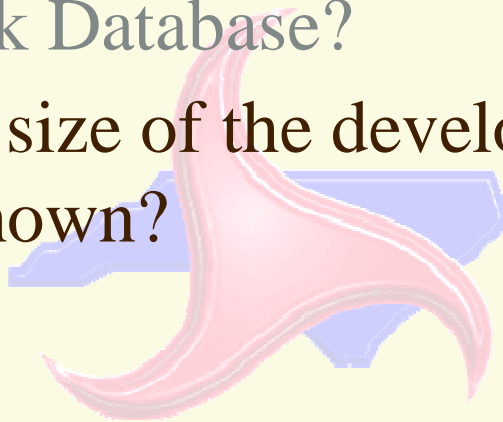 k Database?
size of the develo
nown?